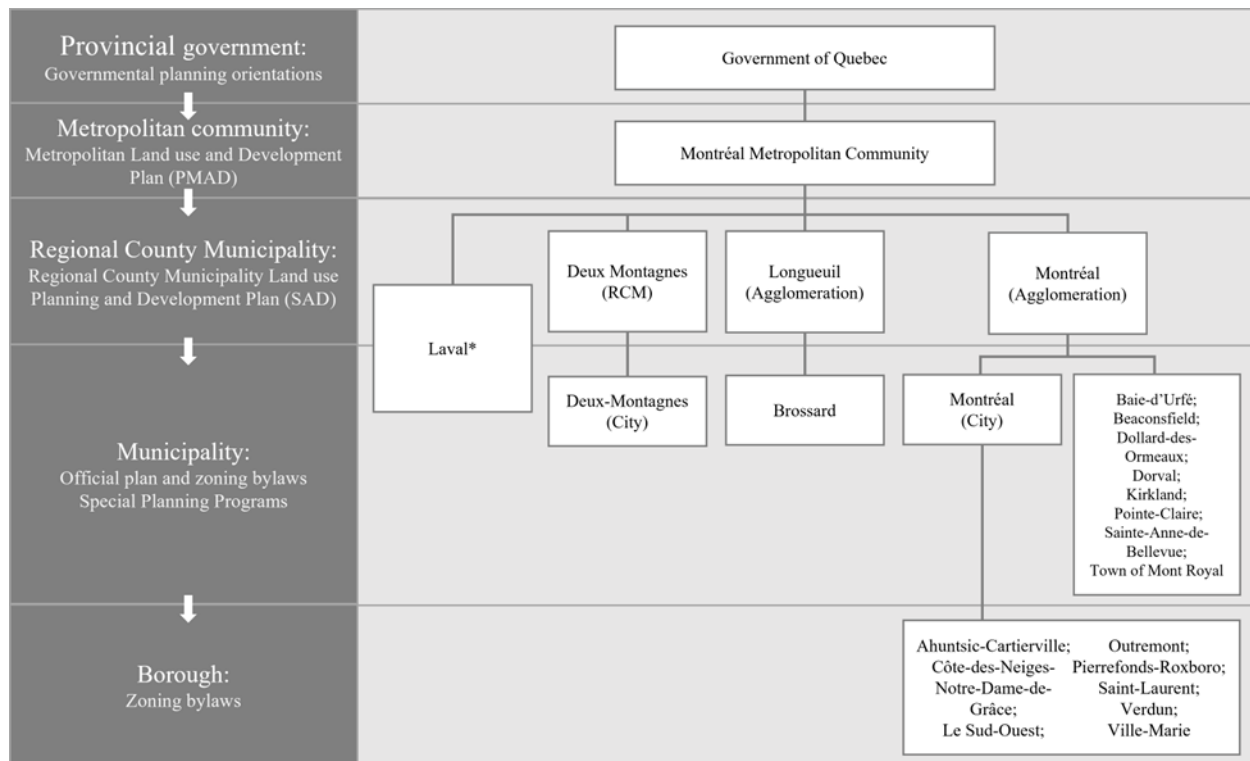 Provincial government:
Governmental planning orientations
Government of Quebec
Metropolitan community:
Metropolitan Land use and Development
Plan (PMAD)
Montréal Metropolitan Community
Regional County Municipality:
Regional County Municipality Land use
Planning and Development Plan (SAD)
Laval*
Deux Montagnes
(RCM)
Longueuil
(Agglomeration)
Montréal
(Agglomeration)
Municipality:
Official plan and zoning bylaws
Special Planning Programs
Deux-Montagnes
(City)
Brossard
Montréal
(City)
Baie-d'Urfé;
Beaconsfield;
Dollard-des-
Ormeaux;
Dorval;
Kirkland;
Pointe-Claire;
Sainte-Anne-de-
Bellevue;
Town of Mont Royal
Borough:
Zoning bylaws
Ahuntsic-Cartierville;
Côte-des-Neiges-
Notre-Dame-de-
Grâce;
Le Sud-Ouest;
Outremont;
Pierrefonds-Roxboro;
Saint-Laurent;
Verdun;
Ville-Marie